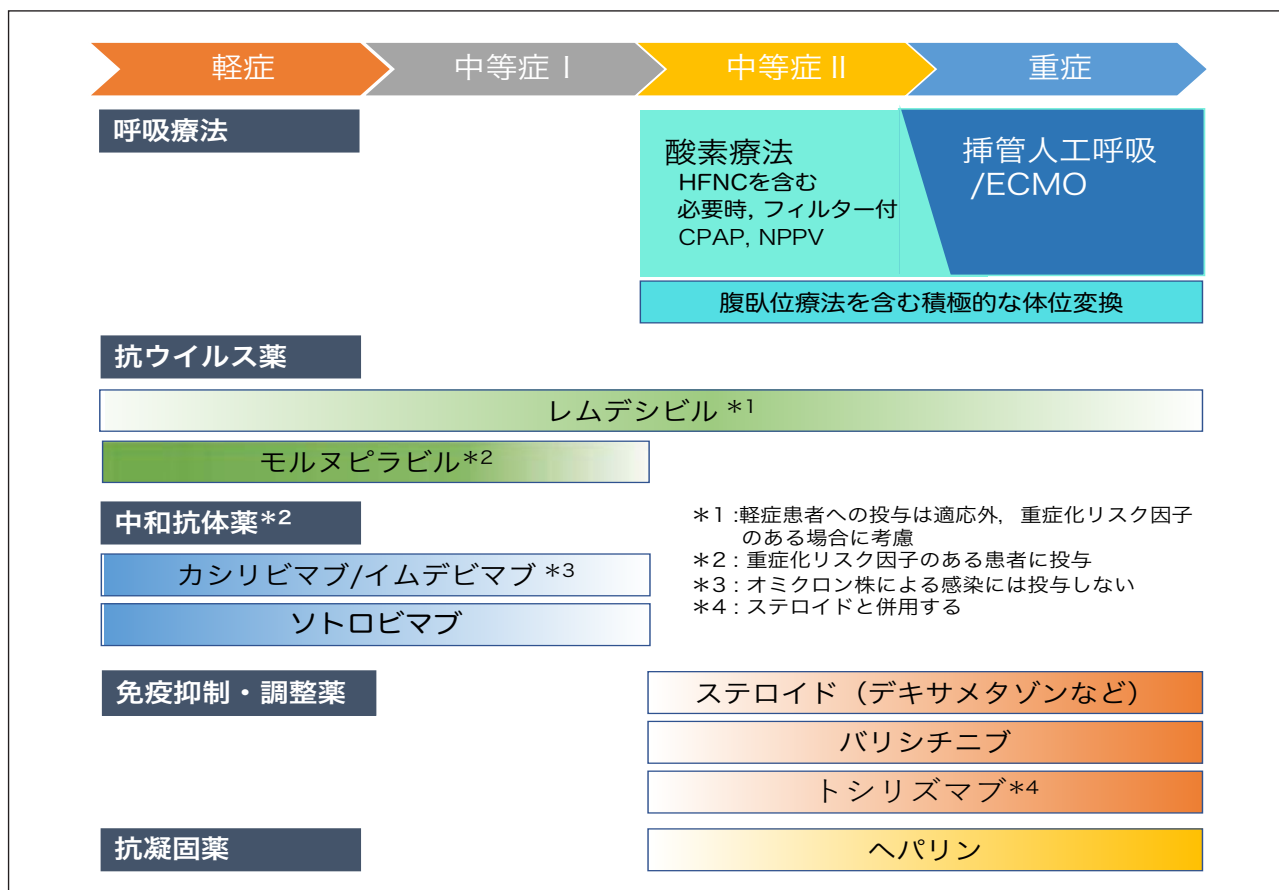 軽症
中等症 I
中等症 II
重症
呼吸療法
酸素療法
HFNCを含む
必要時, フィルター付
CPAP, NPPV
挿管人工呼吸
/ECMO
腹臥位療法を含む積極的な体位変換
抗ウイルス薬
レムデシビル *1
モルヌピラビル*2
中和抗体薬*2
カシリビマブ/イムデビマブ *3
ソトロビマブ
*1 :軽症患者への投与は適応外, 重症化リスク因子
のある場合に考慮
*2 : 重症化リスク因子のある患者に投与
*3 : オミクロン株による感染には投与しない
*4 : ステロイドと併用する
免疫抑制・調整薬
ステロイド（デキサメタゾンなど）
バリシチニブ
トシリズマブ*4
抗凝固薬
ヘパリン